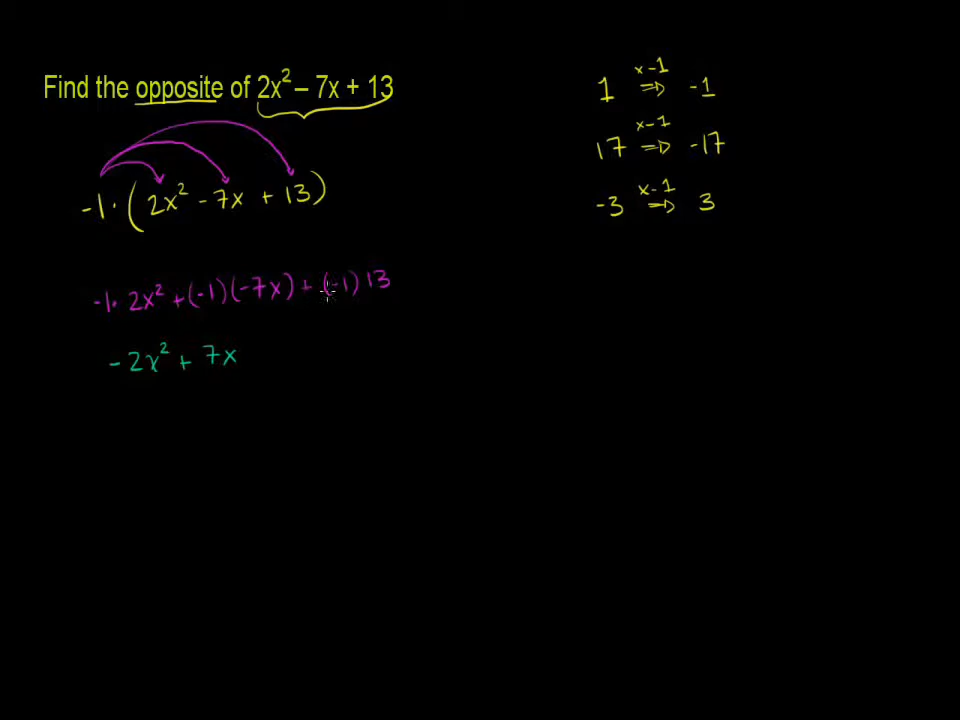 Find the opposite of 2x² – 7x + 13
-1 · (2x² - 7x + 13)
-1 · 2x² + (-1)(-7x) + (-1) 13
-2x² + 7x
1 x-1 ⇒ -1
17 x-1 ⇒ -17
-3 x-1 ⇒ 3